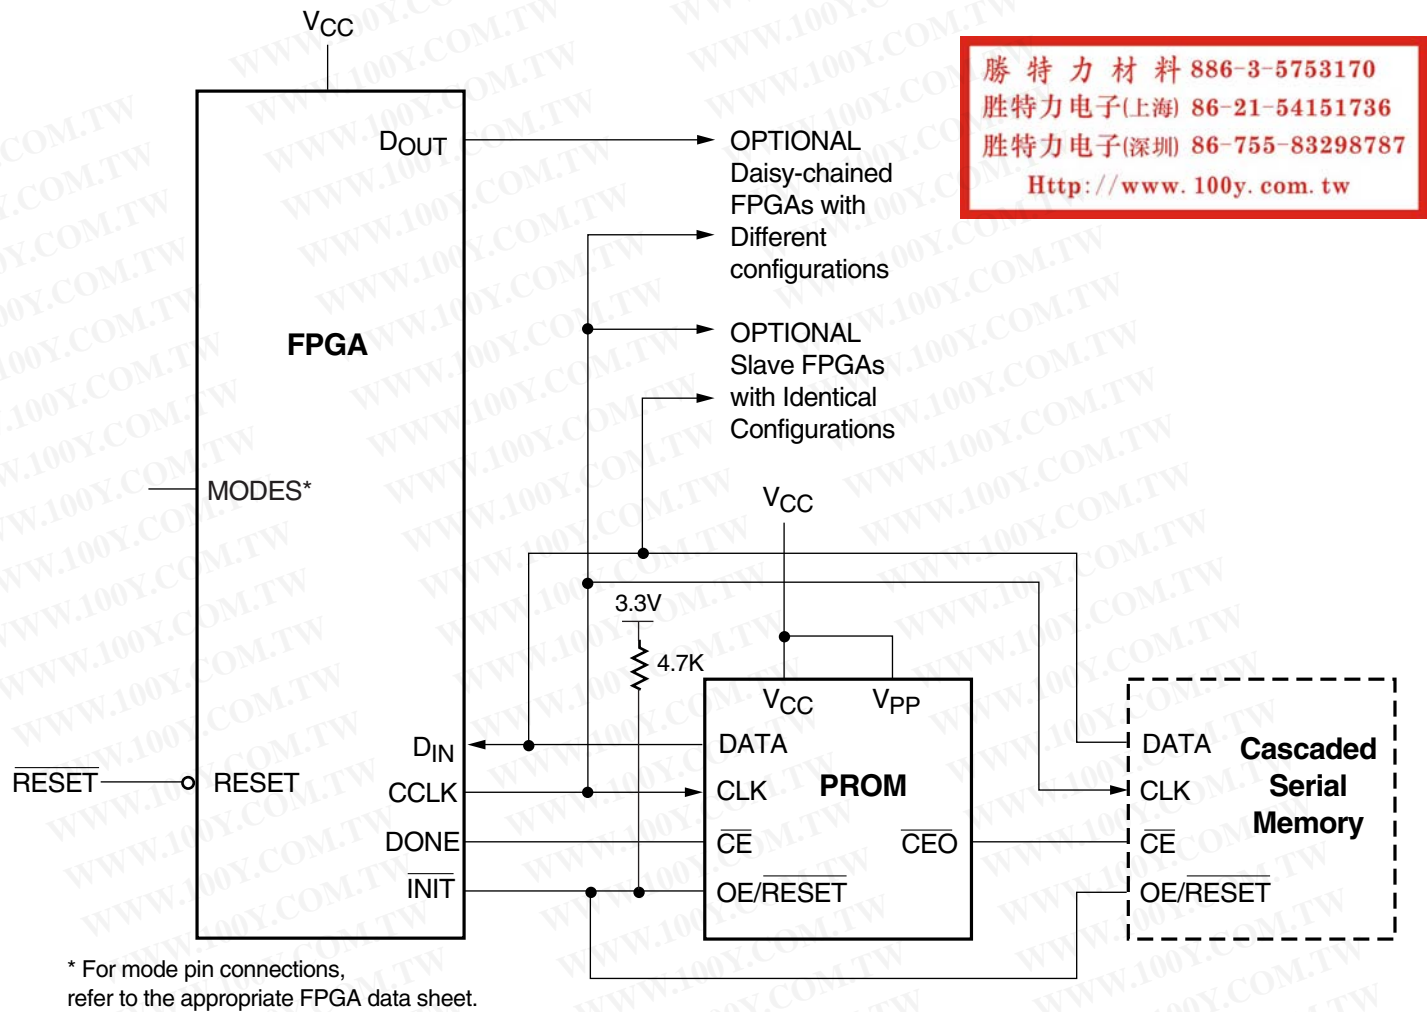 VCC
勝 特 力 材 料 886-3-5753170
胜特力电子(上海) 86-21-54151736
胜特力电子(深圳) 86-755-83298787
Http://www.100y.com.tw
DOUT
OPTIONAL
Daisy-chained
FPGAs with
Different
configurations
FPGA
OPTIONAL
Slave FPGAs
with Identical
Configurations
MODES*
VCC
3.3V
4.7K
VCC
VPP
DIN
DATA
PROM
DATA
Cascaded
Serial
Memory
RESET
RESET
CCLK
CLK
CLK
DONE
CE
CEO
CE
INIT
OE/RESET
OE/RESET
* For mode pin connections,
refer to the appropriate FPGA data sheet.
WWW.100Y.COM.TW